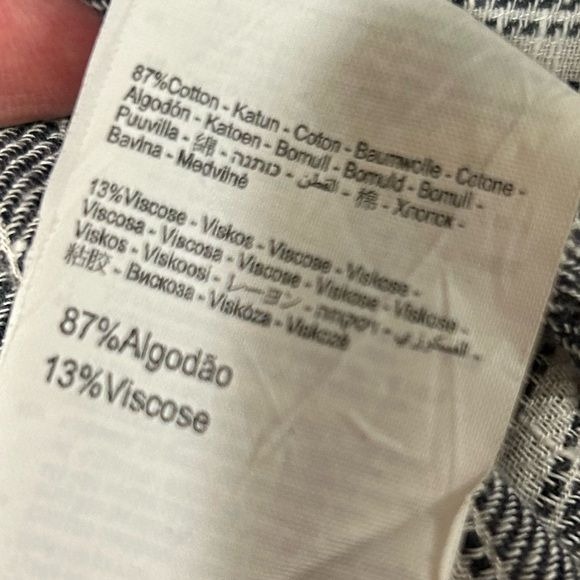 87%Cotton - Katun - Coton - Baumwolle - Cotone -
Algodón - Katoen - Bomull - Bomuld - Bomull -
Puuvilla - 綿 - כותנה - القطن - 棉 - Хлопок -
Bavlna - Medvilnė
13%Viscose - Viskos - Viscose - Viskose -
Viscosa - Viscosa - Viscose - Viskose - Viskose -
Viskos - Viskoosi - レーヨン - ויסקוזה - الفسكوزي -
粘胶 - Вискоза - Viskóza - Viskozė
87%Algodão
13%Viscose